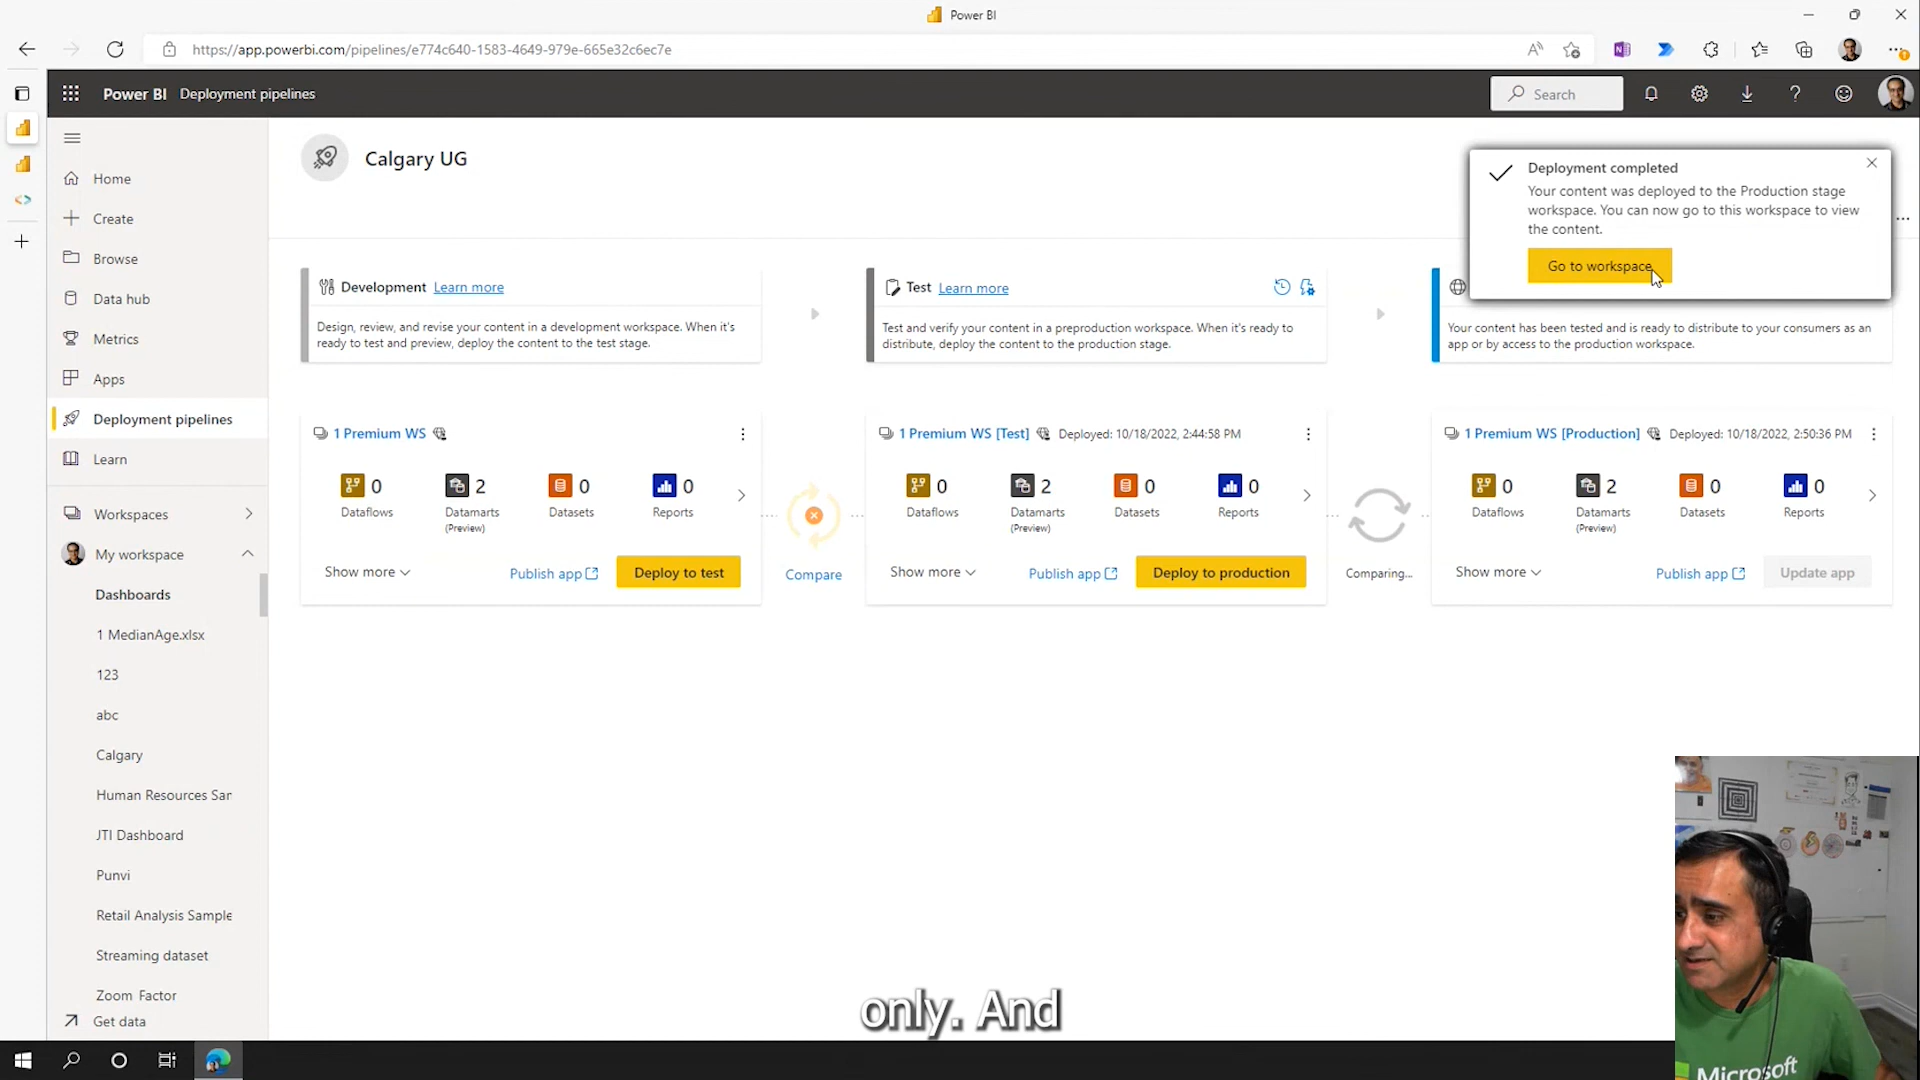 Power BI
https://app.powerbi.com/pipelines/e774c640-1583-4649-979e-665e32c6ec7e
Power BI Deployment pipelines
Search
Home
Create
Browse
Data hub
Metrics
Apps
Deployment pipelines
Learn
Workspaces
My workspace
Dashboards
1 MedianAge.xlsx
123
abc
Calgary
Human Resources Sar
JTI Dashboard
Punvi
Retail Analysis Sample
Streaming dataset
Zoom Factor
Get data
Calgary UG
Deployment completed
Your content was deployed to the Production stage
workspace. You can now go to this workspace to view
the content.
Go to workspace
Development Learn more
Design, review, and revise your content in a development workspace. When it's
ready to test and preview, deploy the content to the test stage.
Test Learn more
Test and verify your content in a preproduction workspace. When it's ready to
distribute, deploy the content to the production stage.
Your content has been tested and is ready to distribute to your consumers as an
app or by access to the production workspace.
1 Premium WS
0 2 0 0
Dataflows Datamarts Datasets Reports
(Preview)
Show more Publish app Deploy to test
Compare
1 Premium WS [Test] Deployed: 10/18/2022, 2:44:58 PM
0 2 0 0
Dataflows Datamarts Datasets Reports
(Preview)
Show more Publish app Deploy to production
Comparing...
1 Premium WS [Production] Deployed: 10/18/2022, 2:50:36 PM
0 2 0 0
Dataflows Datamarts Datasets Reports
(Preview)
Show more Publish app Update app
only. And
Microsoft